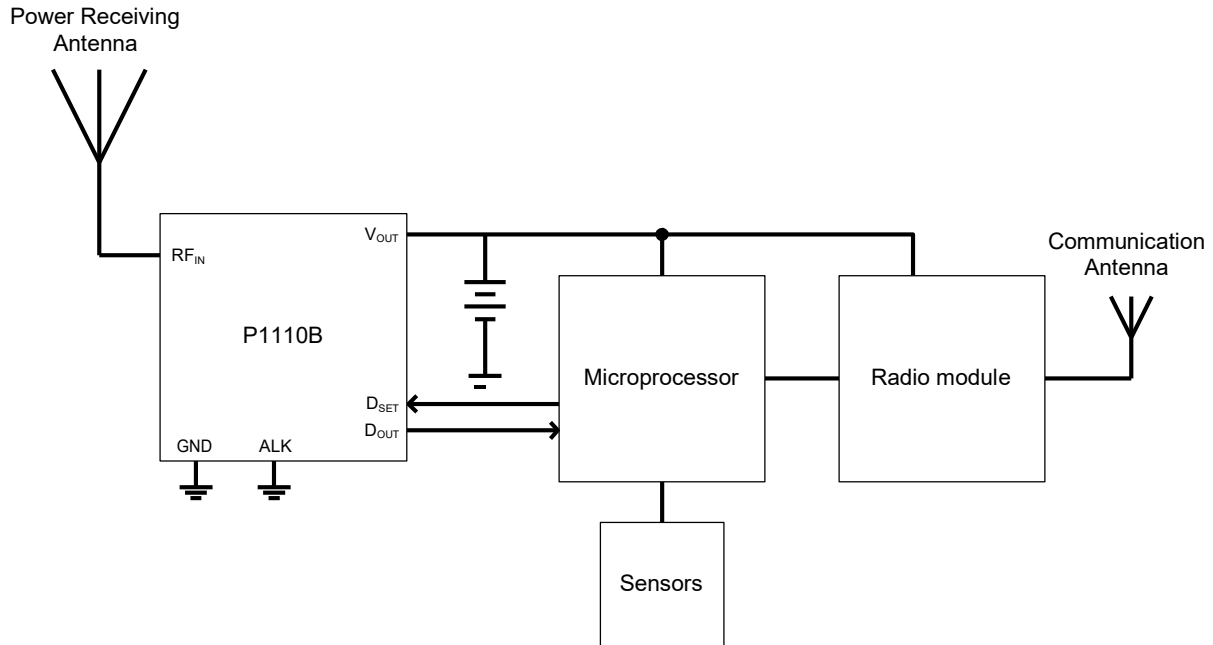 Power Receiving
Antenna
V_OUT
RF_IN
Communication
Antenna
P1110B
Microprocessor
Radio module
D_SET
D_OUT
GND ALK
Sensors